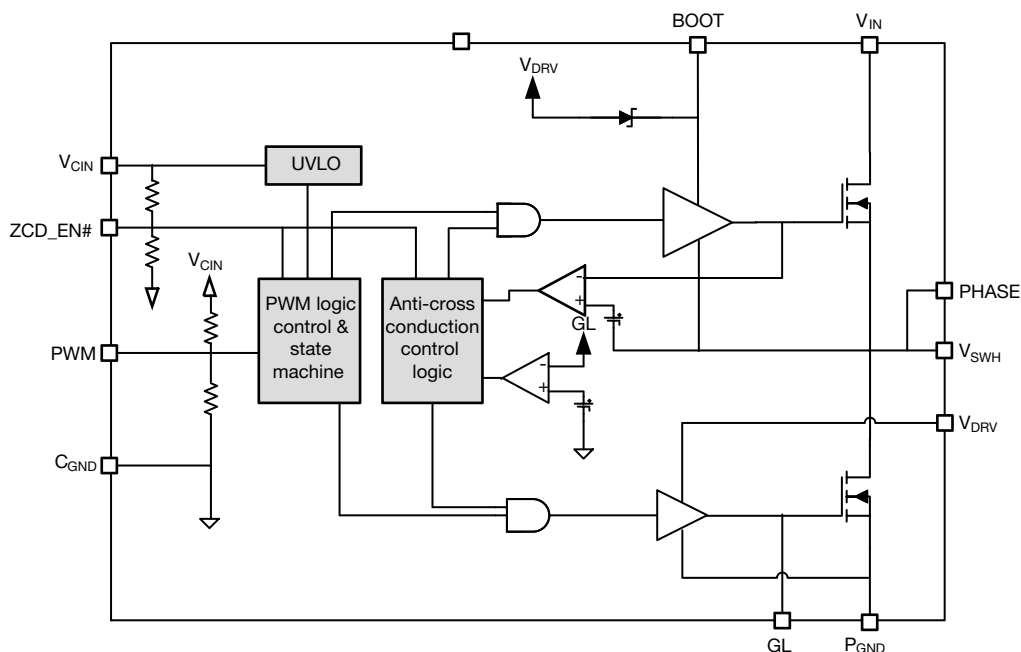 BOOT
VIN
VDRV
VCIN
UVLO
ZCD_EN#
VCIN
PWM logic
control &
state
machine
Anti-cross
conduction
control
logic
-
+
GL
-
+
PHASE
PWM
VSWH
VDRV
CGND
GL
PGND